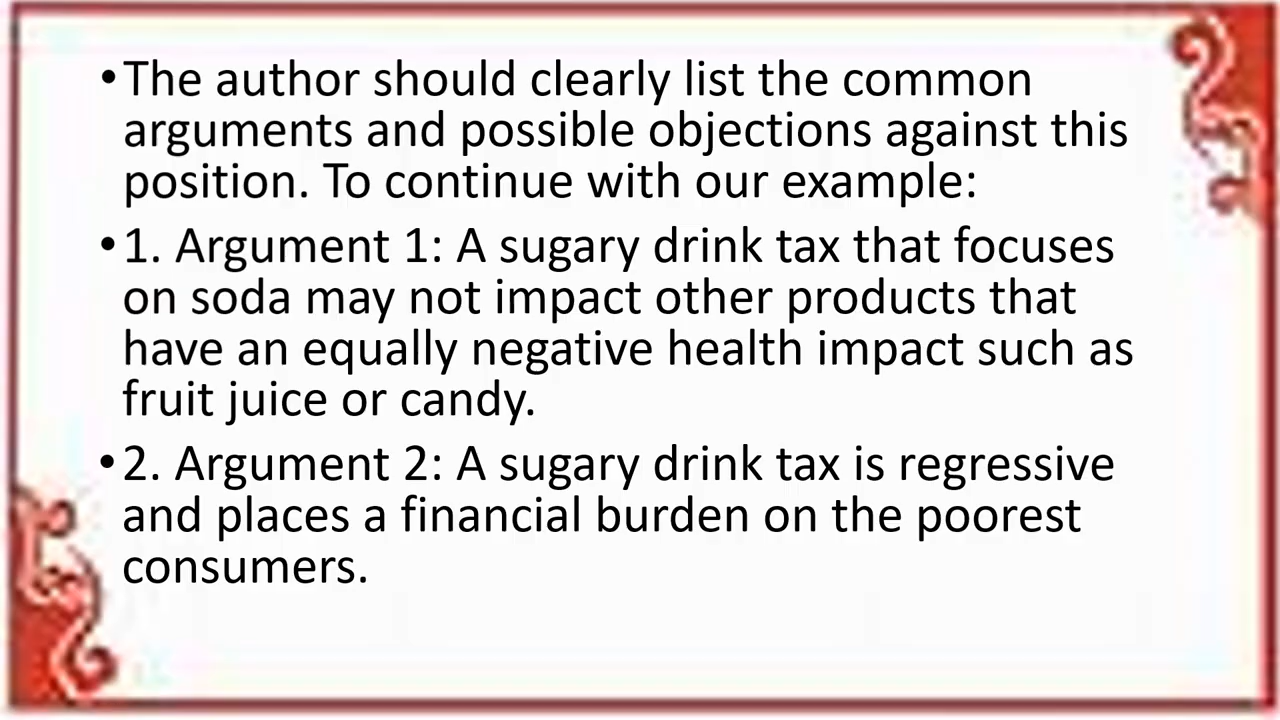 •The author should clearly list the common
arguments and possible objections against this
position. To continue with our example:
•1. Argument 1: A sugary drink tax that focuses
on soda may not impact other products that
have an equally negative health impact such as
fruit juice or candy.
•2. Argument 2: A sugary drink tax is regressive
and places a financial burden on the poorest
consumers.